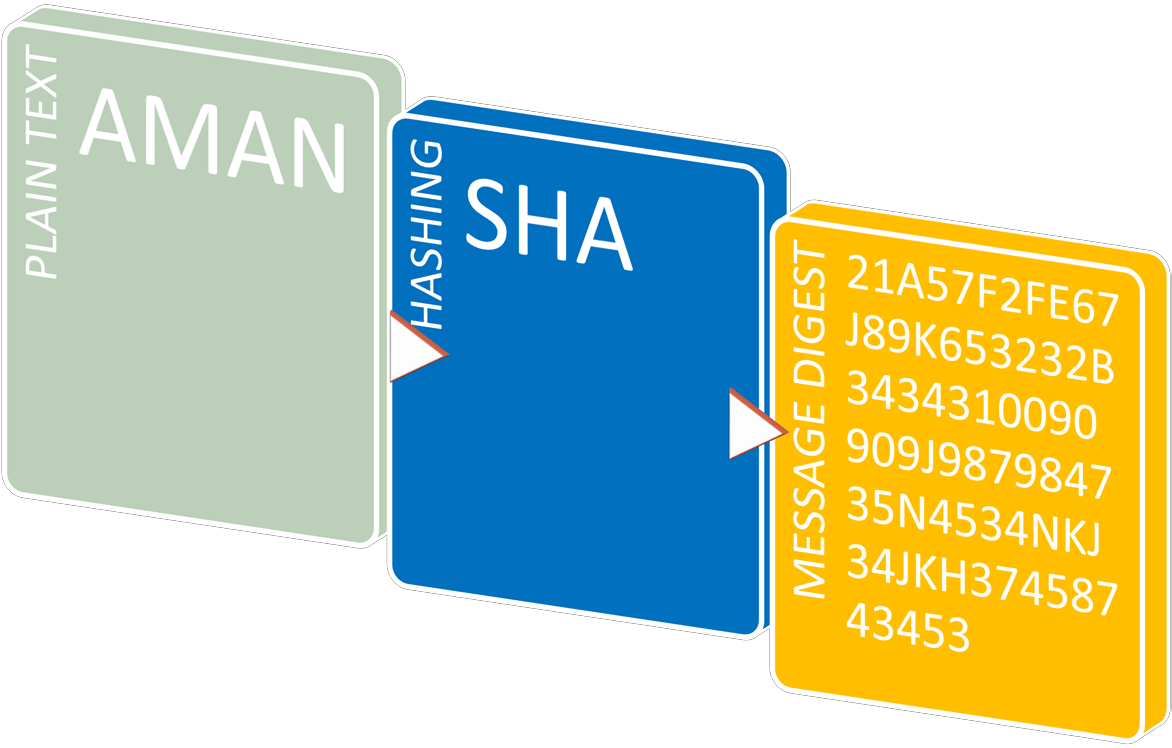 PLAIN TEXT
AMAN
HASHING
SHA
MESSAGE DIGEST
21A57F2FE67
J89K653232B
3434310090
909J9879847
35N4534NKJ
34JKH374587
43453